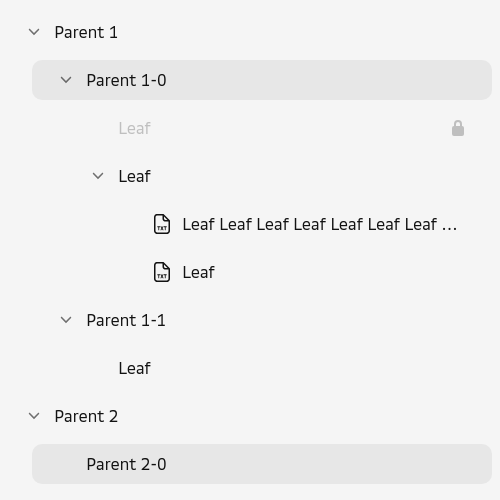 Parent 1
Parent 1-0
Leaf
Leaf
TXT Leaf Leaf Leaf Leaf Leaf Leaf Leaf ...
TXT Leaf
Parent 1-1
Leaf
Parent 2
Parent 2-0